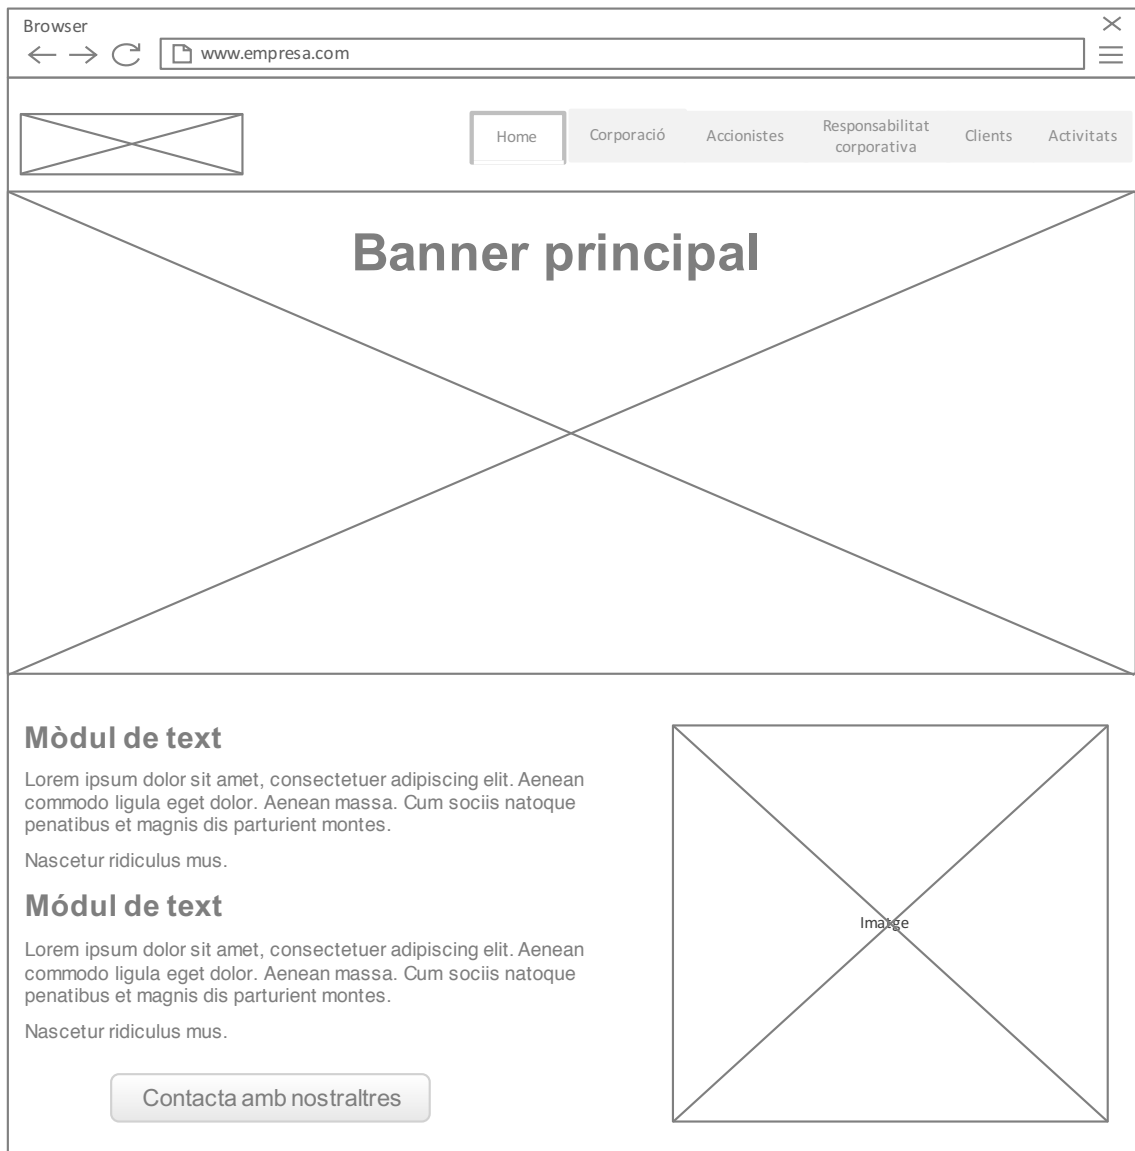 Browser
www.empresa.com
Home
Corporació
Accionistes
Responsabilitat
corporativa
Clients
Activitats
Banner principal
Mòdul de text
Lorem ipsum dolor sit amet, consectetuer adipiscing elit. Aenean
commodo ligula eget dolor. Aenean massa. Cum sociis natoque
penatibus et magnis dis parturient montes.
Nascetur ridiculus mus.
Módul de text
Lorem ipsum dolor sit amet, consectetuer adipiscing elit. Aenean
commodo ligula eget dolor. Aenean massa. Cum sociis natoque
penatibus et magnis dis parturient montes.
Nascetur ridiculus mus.
Contacta amb nostraltres
Imatge